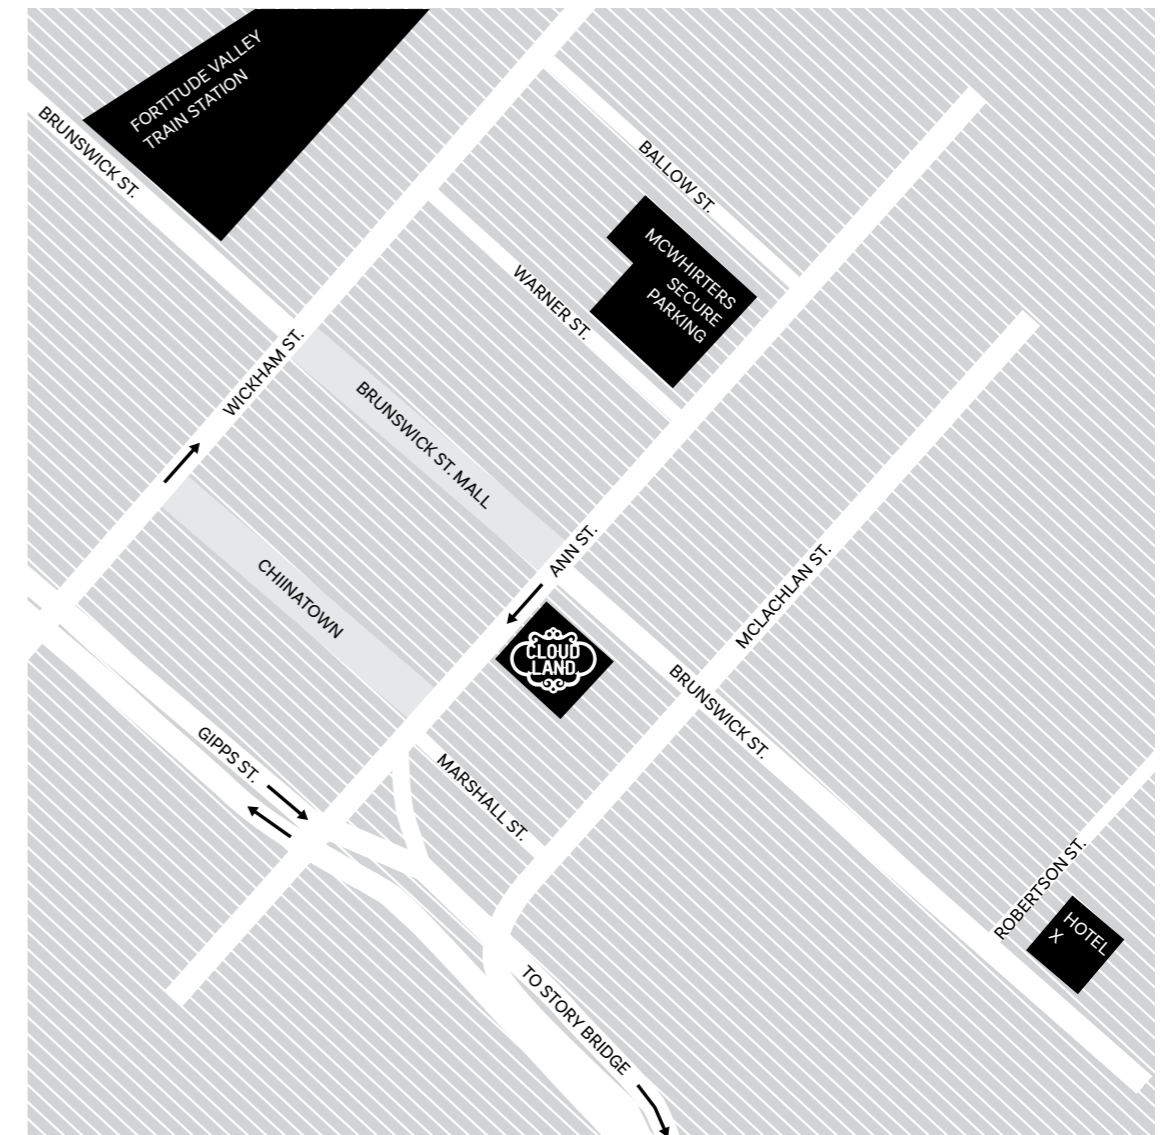 FORTITUDE VALLEY
TRAIN STATION
BRUNSWICK ST.
BALLOW ST.
MCWHIRTERS
SECURE
PARKING
WARNER ST.
WICKHAM ST.
BRUNSWICK ST. MALL
ANN ST.
CHIINATOWN
MCLACHLAN ST.
CLOUD
LAND
BRUNSWICK ST.
GIPPS ST.
MARSHALL ST.
ROBERTSON ST.
HOTEL
X
TO STORY BRIDGE